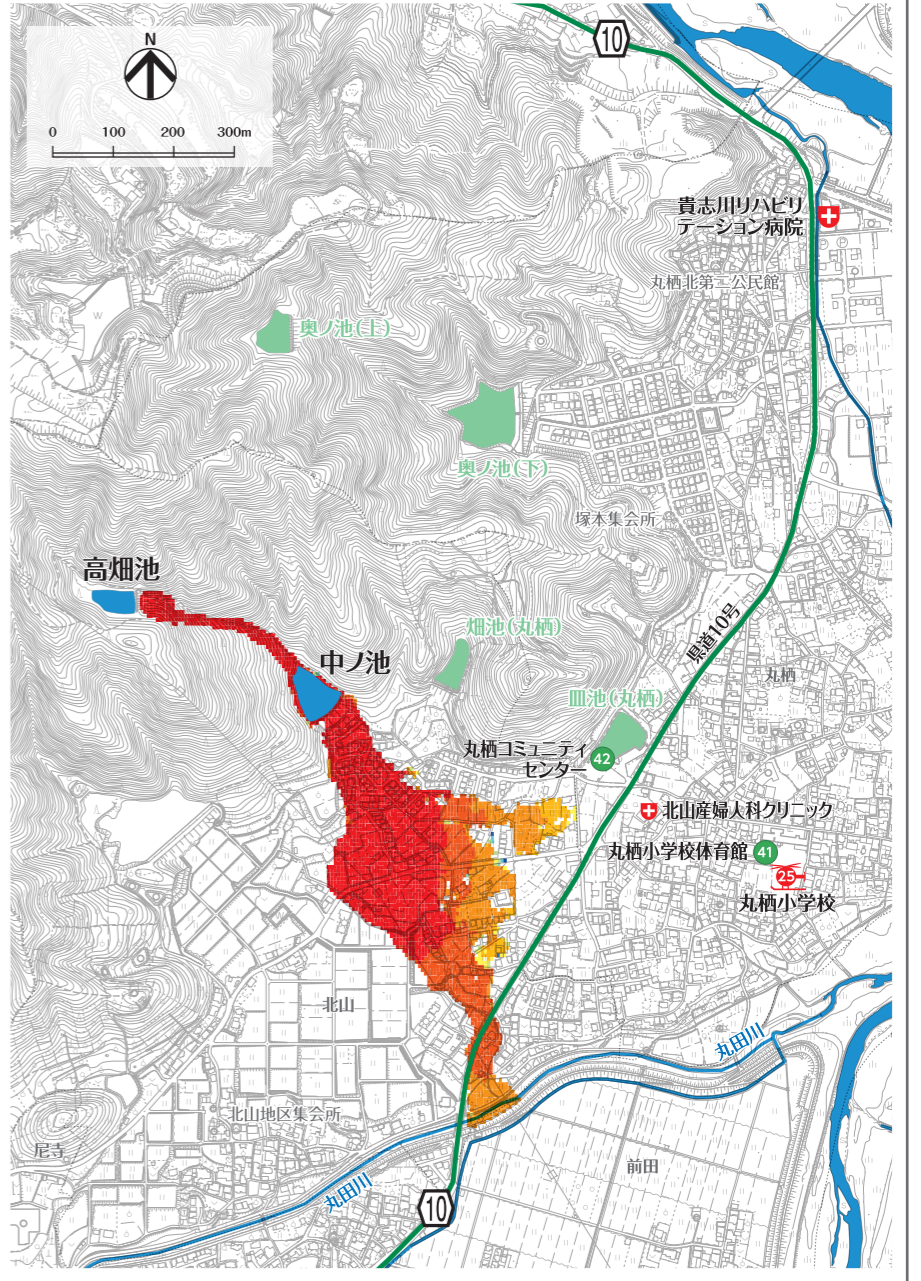 10
N
0 100 200 300m
貴志川リハビリ
テーション病院
丸栖北第二公民館
奥ノ池(上)
奥ノ池(下)
塚本集会所
高畑池
県道10号
畑池(丸栖)
中ノ池
丸栖
皿池(丸栖)
丸栖コミュニティ
センター
42
北山産婦人科クリニック
丸栖小学校体育館
41
25
丸栖小学校
北山
丸田川
北山地区集会所
尼寺
前田
丸田川
10